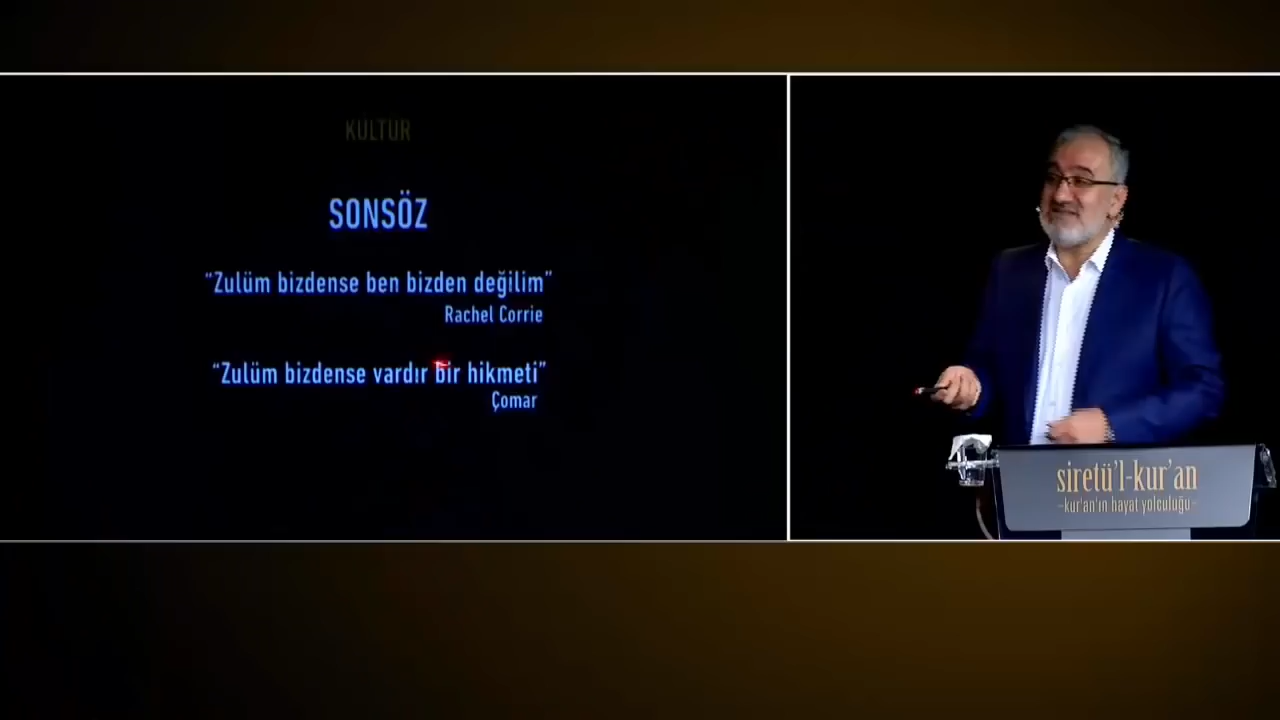 KÜLTÜR
SONSÖZ
“Zulüm bizdense ben bizden değilim”
Rachel Corrie
“Zulüm bizdense vardır bir hikmeti”
Çomar
siretü’l-kur’an
-kur’an’ın hayat yolculuğu-